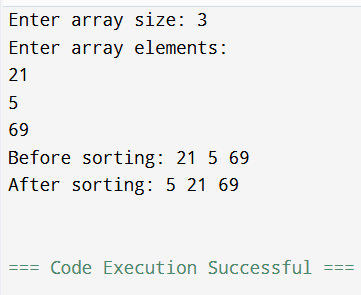 Enter array size: 3
Enter array elements:
21
5
69
Before sorting: 21 5 69
After sorting: 5 21 69
=== Code Execution Successful ===